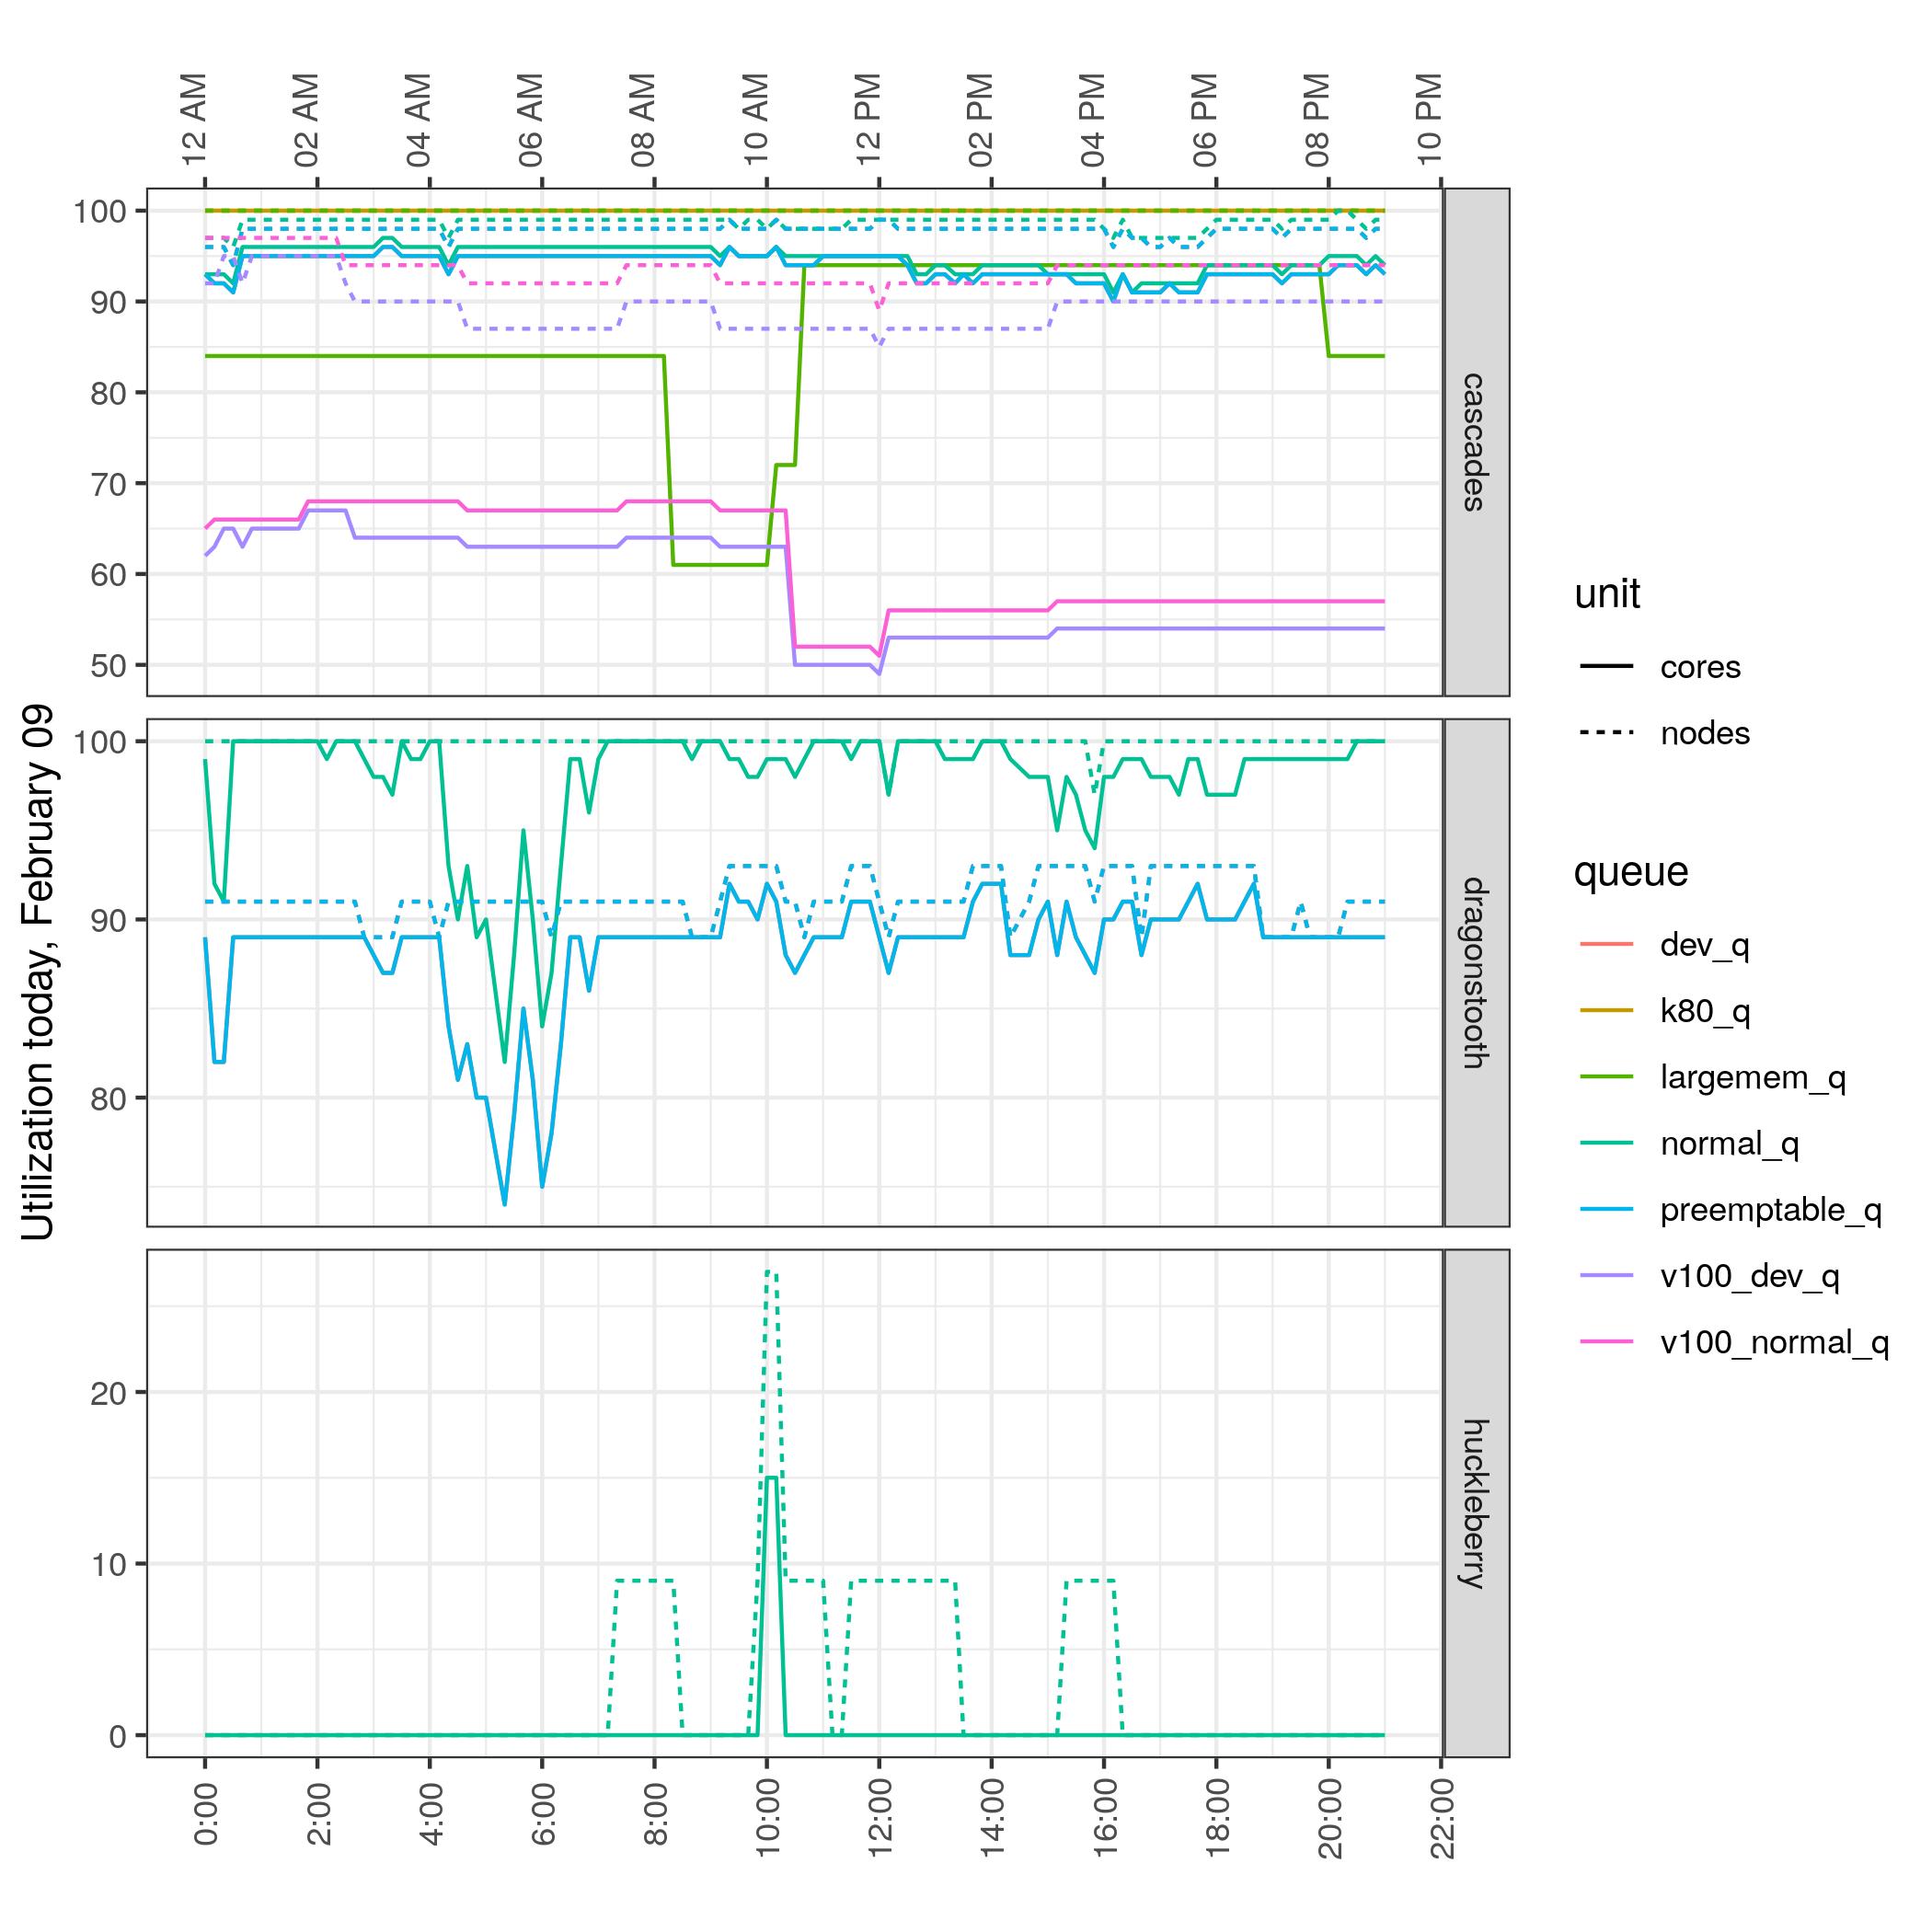 12 AM
02 AM
04 AM
06 AM
08 AM
10 AM
12 PM
02 PM
04 PM
06 PM
08 PM
10 PM
Utilization today, February 09
100
90
80
70
60
50
cascades
100
90
80
dragonstooth
20
10
0
huckleberry
0:00
2:00
4:00
6:00
8:00
10:00
12:00
14:00
16:00
18:00
20:00
22:00
unit
cores
nodes
queue
dev_q
k80_q
largemem_q
normal_q
preemptable_q
v100_dev_q
v100_normal_q